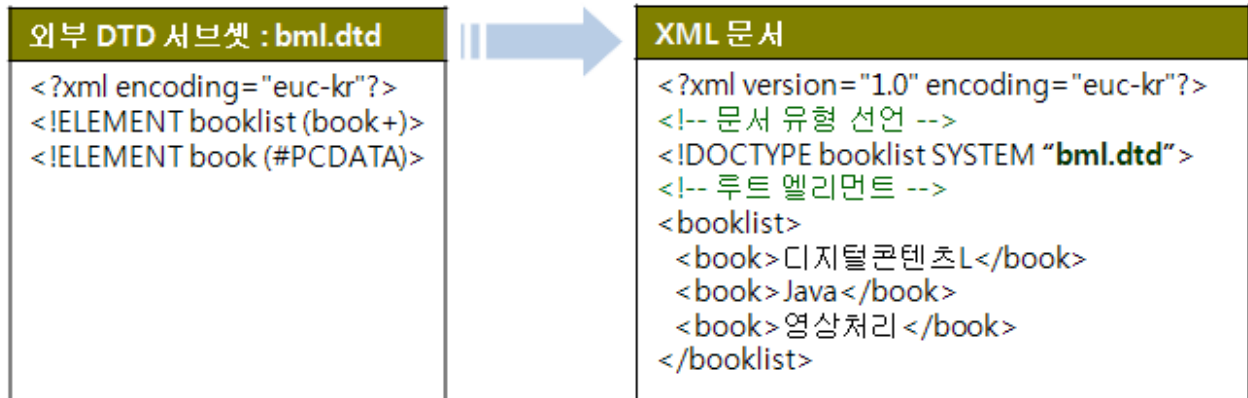 외부 DTD 서브셋 : bml.dtd
<?xml encoding="euc-kr"?>
<!ELEMENT booklist (book+)>
<!ELEMENT book (#PCDATA)>
XML 문서
<?xml version="1.0" encoding="euc-kr"?>
<!-- 문서 유형 선언 -->
<!DOCTYPE booklist SYSTEM “bml.dtd”>
<!-- 루트 엘리먼트 -->
<booklist>
<book>디지털콘텐츠L</book>
<book>Java</book>
<book>영상처리</book>
</booklist>